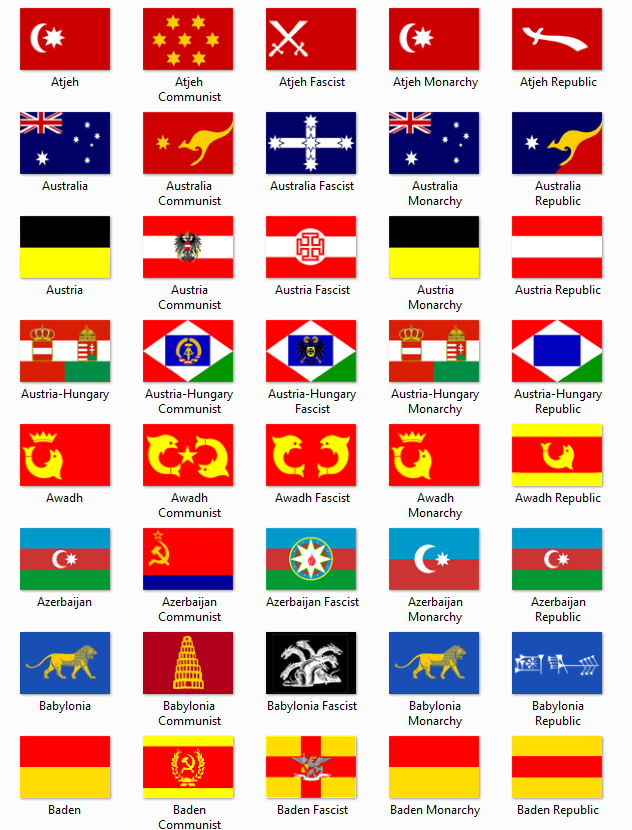 Atjeh
Atjeh
Communist
Atjeh Fascist
Atjeh Monarchy
Atjeh Republic
Australia
Australia
Communist
Australia Fascist
Australia
Monarchy
Australia
Republic
Austria
Austria
Communist
Austria Fascist
Austria
Monarchy
Austria Republic
Austria-Hungary
Austria-Hungary
Communist
Austria-Hungary
Fascist
Austria-Hungary
Monarchy
Austria-Hungary
Republic
Awadh
Awadh
Communist
Awadh Fascist
Awadh
Monarchy
Awadh Republic
Azerbaijan
Azerbaijan
Communist
Azerbaijan Fascist
Azerbaijan
Monarchy
Azerbaijan
Republic
Babylonia
Babylonia
Communist
Babylonia Fascist
Babylonia
Monarchy
Babylonia
Republic
Baden
Baden
Communist
Baden Fascist
Baden Monarchy
Baden Republic